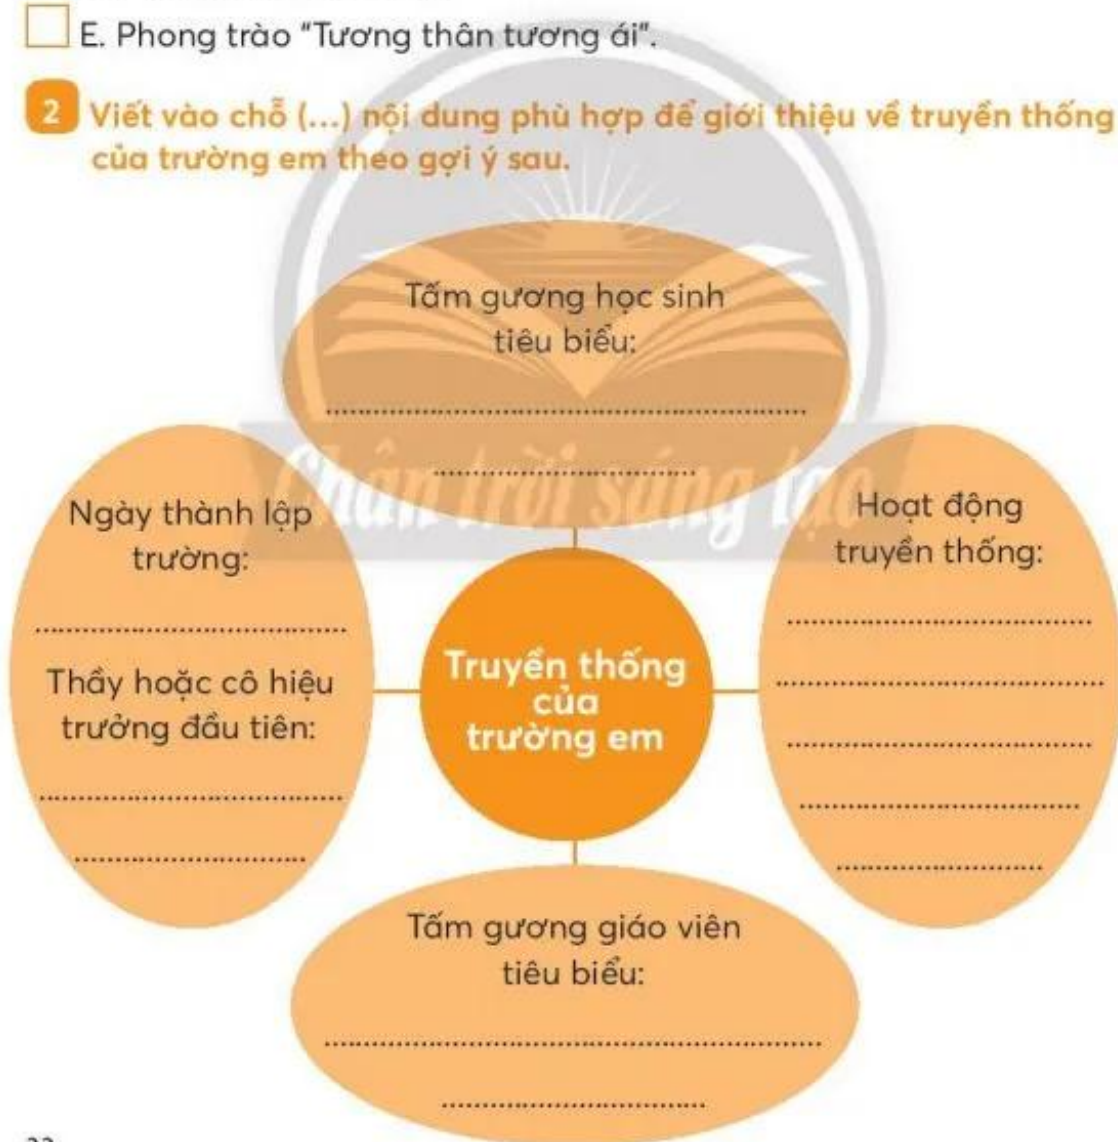 E. Phong trào "Tương thân tương ái".
2 Viết vào chỗ (...) nội dung phù hợp để giới thiệu về truyền thống
của trường em theo gợi ý sau.
Tấm gương học sinh
tiêu biểu:
..........................................................
................................
Chân trời sáng tạo
Ngày thành lập
trường:
......................................
Thầy hoặc cô hiệu
trưởng đầu tiên:
......................................
............................
Truyền thống
của
trường em
Hoạt động
truyền thống:
......................................
........................................
......................................
..................................
.........................
Tấm gương giáo viên
tiêu biểu:
............................................................
................................